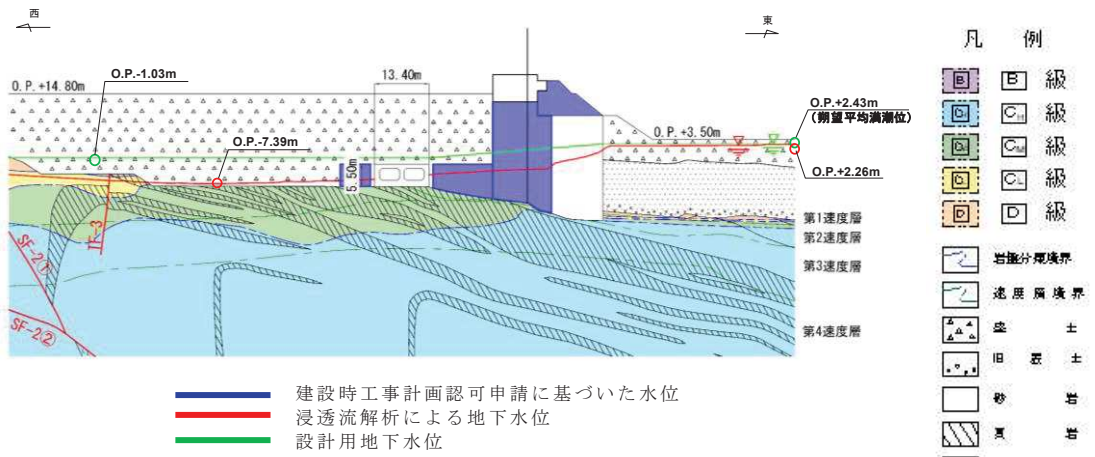 西
東
凡 例
O.P.-1.03m
13.40m
O.P.+14.80m
O.P.+2.43m
(朔望平均満潮位)
O.P.-7.39m
O.P.+3.50m
O.P.+2.26m
5.50m
TF-3
SF-2①
SF-2②
第1速度層
第2速度層
第3速度層
第4速度層
B B 級
CH CH 級
CM CM 級
CL CL 級
D D 級
岩盤分類境界
速度層境界
盛 土
旧 表 土
砂 岩
頁 岩
建設時工事計画認可申請に基づいた水位
浸透流解析による地下水位
設計用地下水位